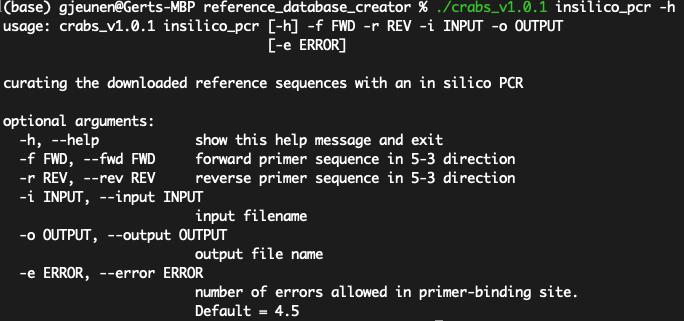 (base) gjeunen@Gerts-MBP reference_database_creator % ./crabs_v1.0.1 insilico_pcr -h
usage: crabs_v1.0.1 insilico_pcr [-h] -f FWD -r REV -i INPUT -o OUTPUT
[-e ERROR]
curating the downloaded reference sequences with an in silico PCR
optional arguments:
-h, --help show this help message and exit
-f FWD, --fwd FWD forward primer sequence in 5-3 direction
-r REV, --rev REV reverse primer sequence in 5-3 direction
-i INPUT, --input INPUT
input filename
-o OUTPUT, --output OUTPUT
output file name
-e ERROR, --error ERROR
number of errors allowed in primer-binding site.
Default = 4.5